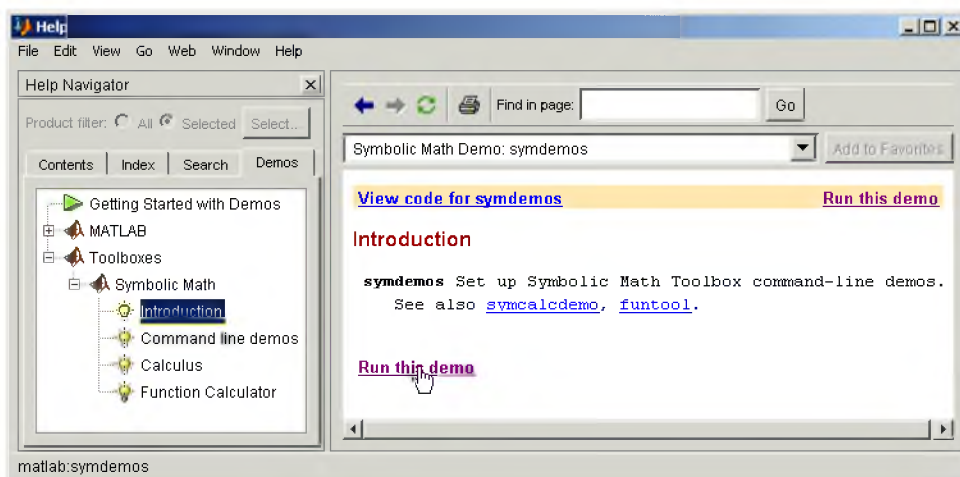 Help
File Edit View Go Web Window Help
Help Navigator
Product filter: All Selected Select...
Contents Index Search Demos
Getting Started with Demos
MATLAB
Toolboxes
Symbolic Math
Introduction
Command line demos
Calculus
Function Calculator
Find in page: Go
Symbolic Math Demo: symdemos Add to Favorites
View code for symdemos Run this demo
Introduction
symdemos Set up Symbolic Math Toolbox command-line demos.
See also symcalcdemo, funtool.
Run this demo
matlab:symdemos